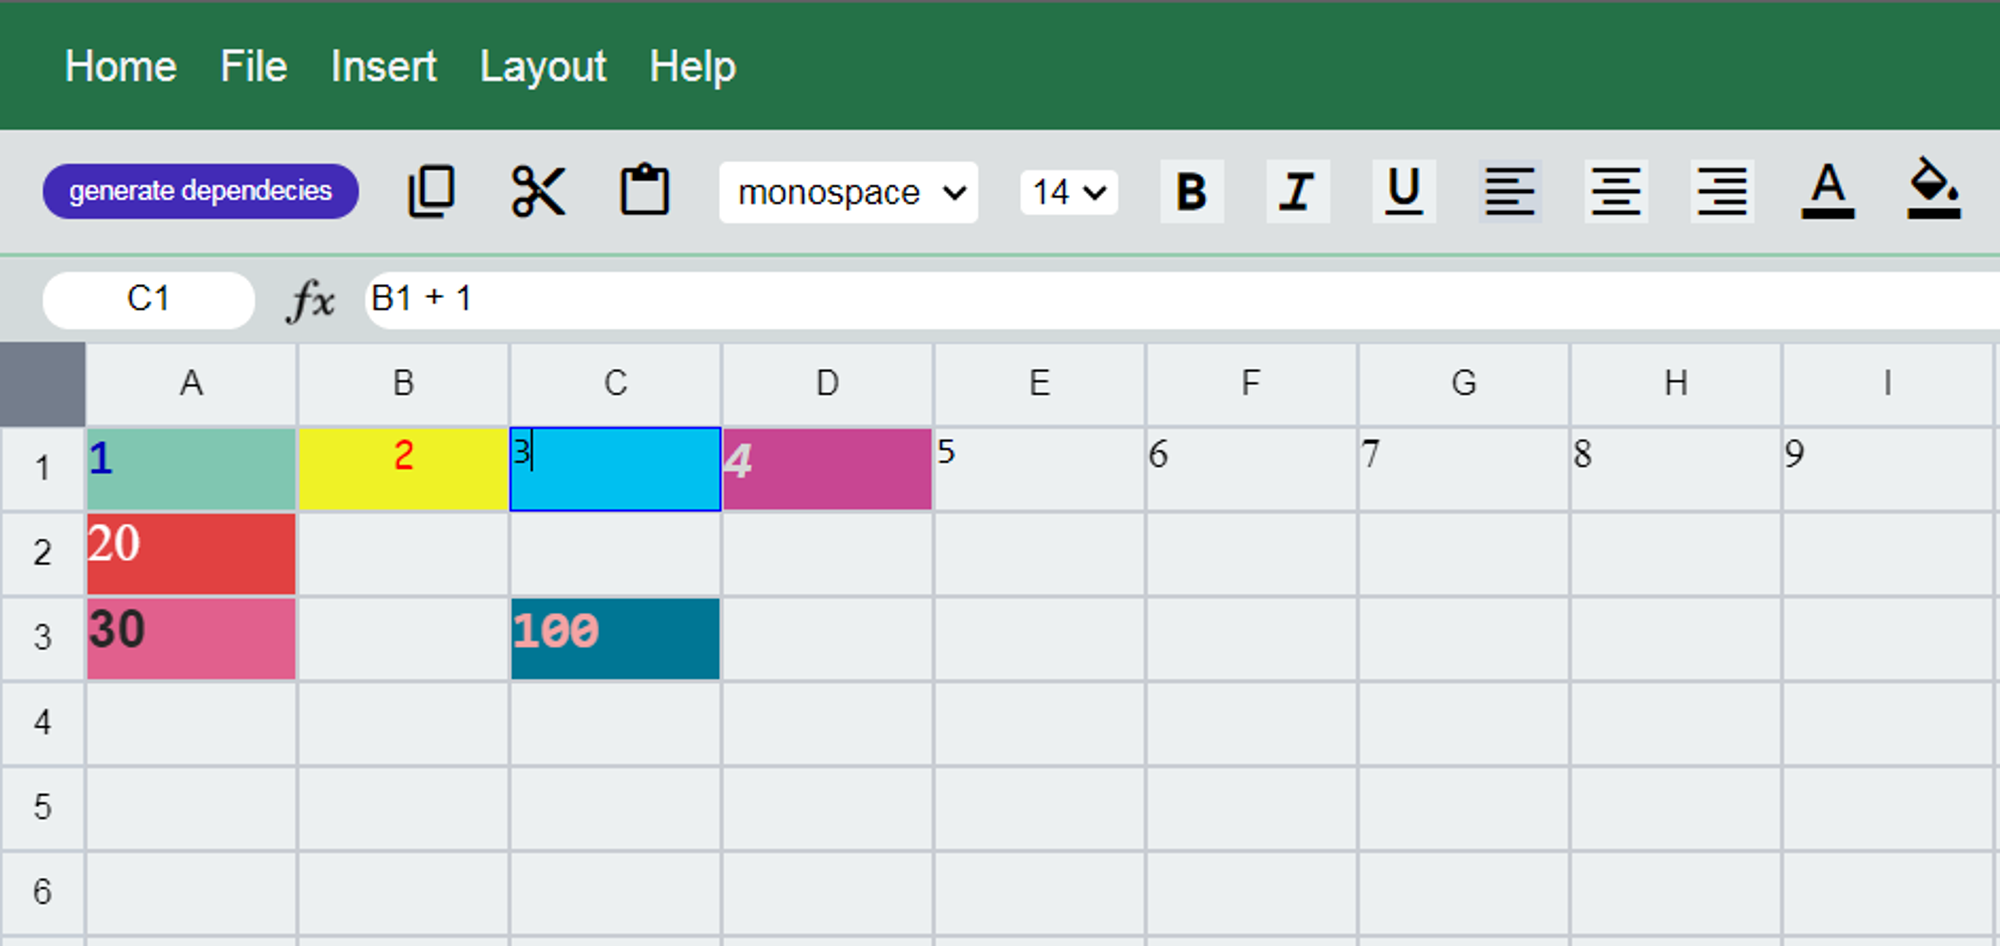 Home File Insert Layout Help
generate dependecies monospace 14 B I U A
C1 fx B1 + 1
A B C D E F G H I
1 1 2 3 4 5 6 7 8 9
2 20
3 30 100
4
5
6